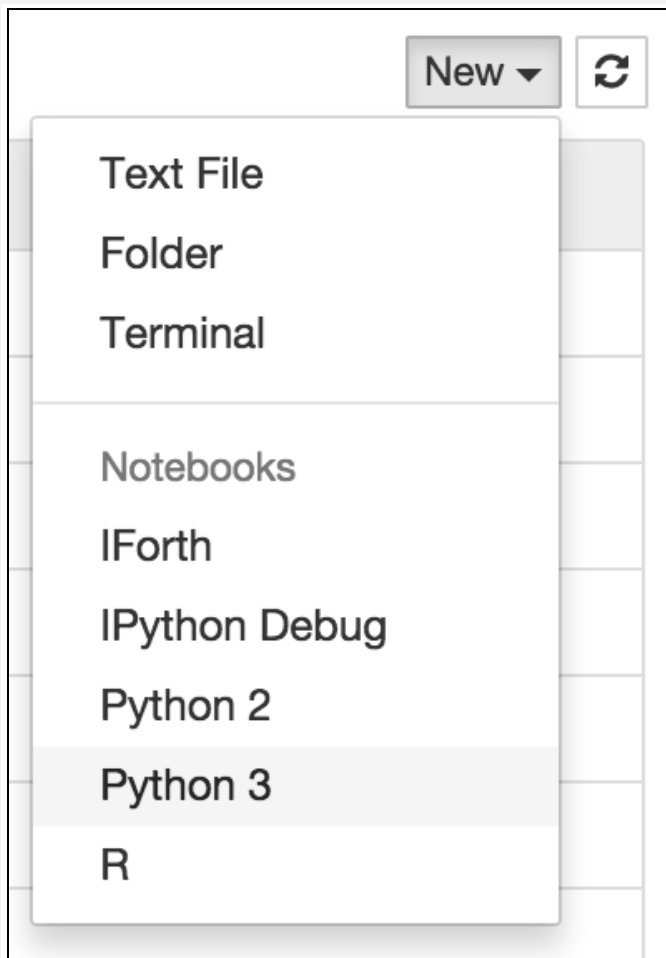 New
Text File
Folder
Terminal
Notebooks
IForth
IPython Debug
Python 2
Python 3
R